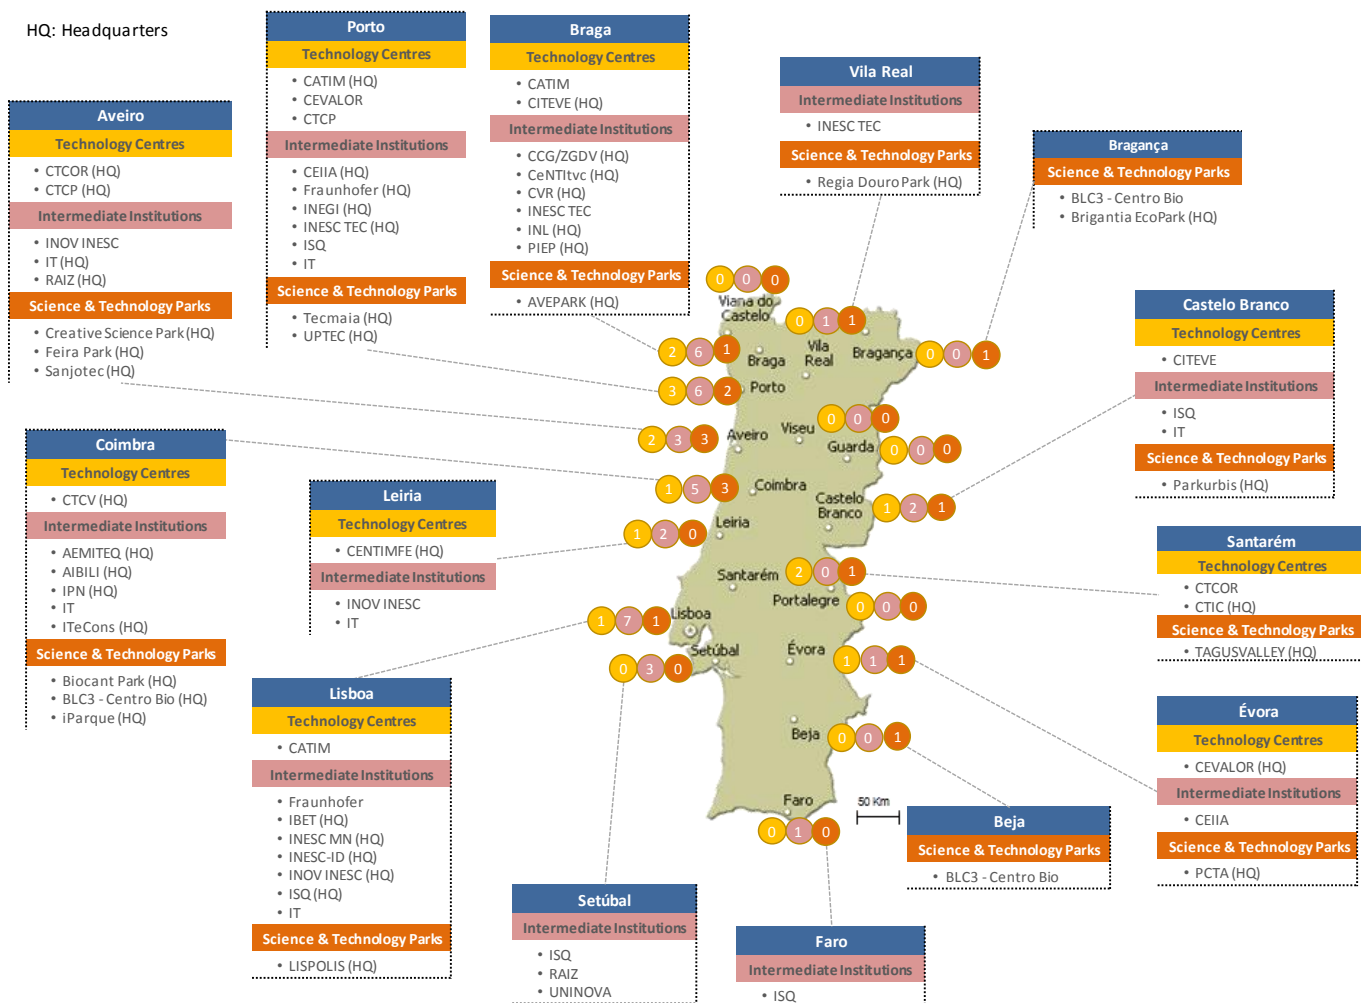 HQ: Headquarters
Porto
Technology Centres
• CATIM (HQ)
• CEVALOR
• CTCP
Intermediate Institutions
• CEIIA (HQ)
• Fraunhofer (HQ)
• INEGI (HQ)
• INESC TEC (HQ)
• ISQ
• IT
Science & Technology Parks
• Tecmaia (HQ)
• UPTEC (HQ)
Braga
Technology Centres
• CATIM
• CITEVE (HQ)
Intermediate Institutions
• CCG/ZGDV (HQ)
• CeNTItvc (HQ)
• CVR (HQ)
• INESC TEC
• INL (HQ)
• PIEP (HQ)
Science & Technology Parks
• AVEPARK (HQ)
Vila Real
Intermediate Institutions
• INESC TEC
Science & Technology Parks
• Regia Douro Park (HQ)
Bragança
Science & Technology Parks
• BLC3 - Centro Bio
• Brigantia EcoPark (HQ)
Aveiro
Technology Centres
• CTCOR (HQ)
• CTCP (HQ)
Intermediate Institutions
• INOV INESC
• IT (HQ)
• RAIZ (HQ)
Science & Technology Parks
• Creative Science Park (HQ)
• Feira Park (HQ)
• Sanjotec (HQ)
Castelo Branco
Technology Centres
• CITEVE
Intermediate Institutions
• ISQ
• IT
Science & Technology Parks
• Parkurbis (HQ)
Coimbra
Technology Centres
• CTCV (HQ)
Intermediate Institutions
• AEMITEQ (HQ)
• AIBILI (HQ)
• IPN (HQ)
• IT
• ITeCons (HQ)
Science & Technology Parks
• Biocant Park (HQ)
• BLC3 - Centro Bio (HQ)
• iParque (HQ)
Leiria
Technology Centres
• CENTIMFE (HQ)
Intermediate Institutions
• INOV INESC
• IT
Santarém
Technology Centres
• CTCOR
• CTIC (HQ)
Science & Technology Parks
• TAGUSVALLEY (HQ)
Lisboa
Technology Centres
• CATIM
Intermediate Institutions
• Fraunhofer
• IBET (HQ)
• INESC MN (HQ)
• INESC-ID (HQ)
• INOV INESC (HQ)
• ISQ (HQ)
• IT
Science & Technology Parks
• LISPOLIS (HQ)
Évora
Technology Centres
• CEVALOR (HQ)
Intermediate Institutions
• CEIIA
Science & Technology Parks
• PCTA (HQ)
Beja
Science & Technology Parks
• BLC3 - Centro Bio
Setúbal
Intermediate Institutions
• ISQ
• RAIZ
• UNINOVA
Faro
Intermediate Institutions
• ISQ
0 0 0
Viana do
Castelo
0 1 1
Vila
Real
Bragança
0 0 1
2 6 1
Braga
3 6 2
Porto
2 3 3
Aveiro
Viseu
0 0 0
Guarda
0 0 0
1 5 3
Coimbra
Castelo
Branco
1 2 1
1 2 0
Leiria
Santarém
2 0 1
Portalegre
0 0 0
1 7 1
Lisboa
0 3 0
Setúbal
Évora
1 1 1
Beja
0 0 1
Faro
0 1 0
50 Km